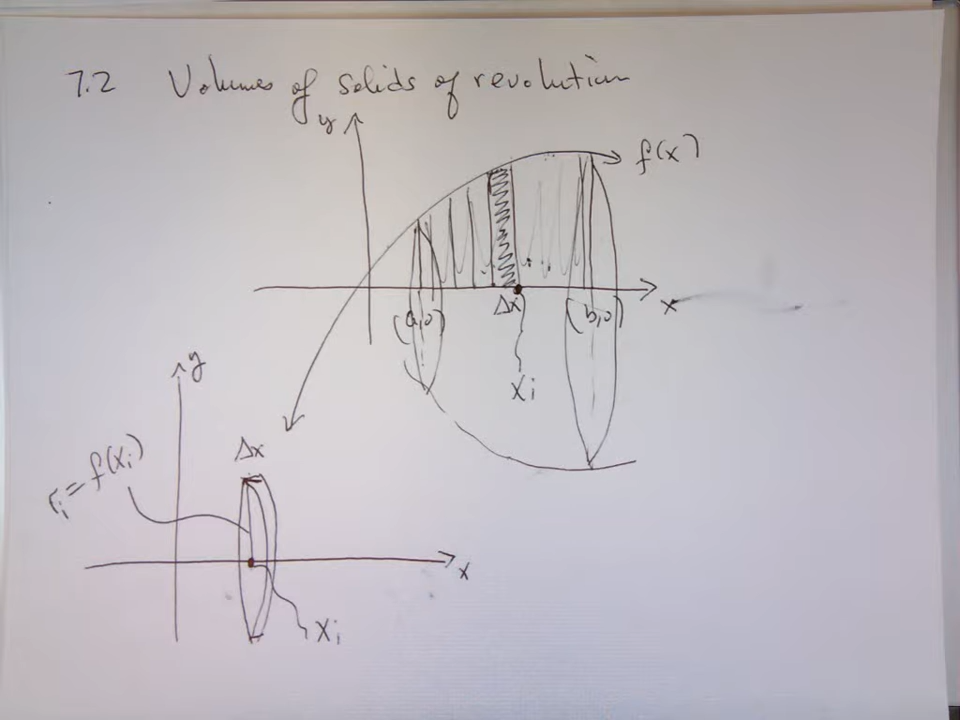 7.2 Volumes of solids of revolution
y
f(x)
x
Δx
(a,0)
(b,0)
xi
y
Δx
ri = f(xi)
x
xi